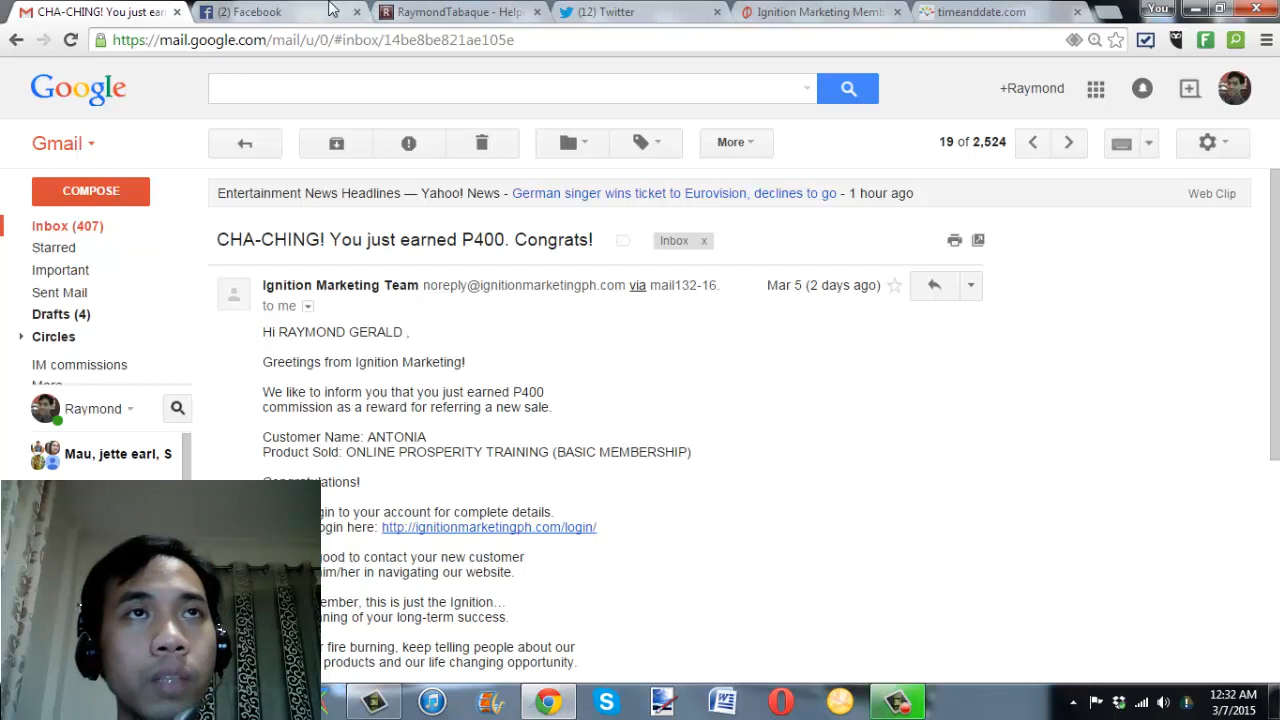 CHA-CHING! You just ear
(2) Facebook
RaymondTabaque - Help
(12) Twitter
Ignition Marketing Memb
timeanddate.com
You
https://mail.google.com/mail/u/0/#inbox/14be8be821ae105e
Google
+Raymond
Gmail
More
19 of 2,524
COMPOSE
Entertainment News Headlines — Yahoo! News - German singer wins ticket to Eurovision, declines to go - 1 hour ago
Web Clip
Inbox (407)
Starred
Important
Sent Mail
Drafts (4)
Circles
IM commissions
More
Raymond
Mau, jette earl, S
CHA-CHING! You just earned P400. Congrats!
Inbox x
Ignition Marketing Team noreply@ignitionmarketingph.com via mail132-16.
Mar 5 (2 days ago)
to me
Hi RAYMOND GERALD ,
Greetings from Ignition Marketing!
We like to inform you that you just earned P400
commission as a reward for referring a new sale.
Customer Name: ANTONIA
Product Sold: ONLINE PROSPERITY TRAINING (BASIC MEMBERSHIP)
Congratulations!
gin to your account for complete details.
ogin here: http://ignitionmarketingph.com/login/
ood to contact your new customer
im/her in navigating our website.
ember, this is just the Ignition...
ning of your long-term success.
r fire burning, keep telling people about our
products and our life changing opportunity.
12:32 AM
3/7/2015